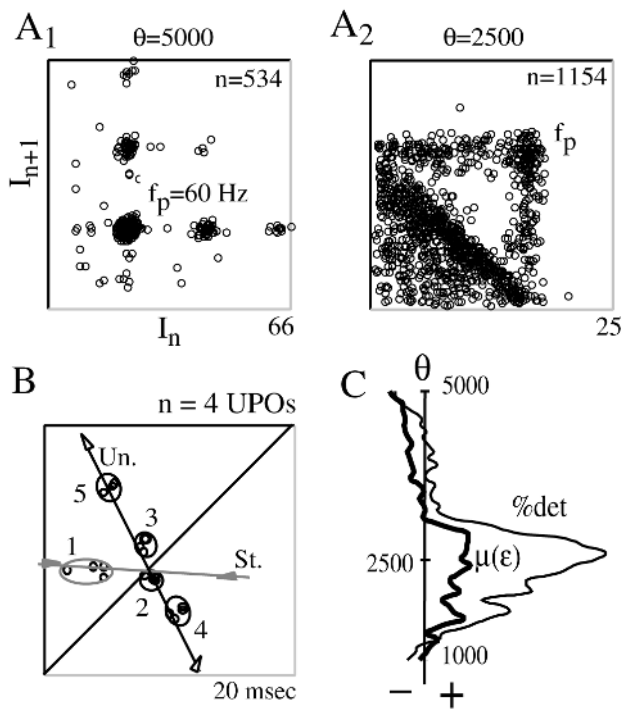 A1 θ=5000
n=534
fp=60 Hz
In+1
In 66
A2 θ=2500
n=1154
fp
25
B n = 4 UPOs
Un.
5
3
1
St.
2
4
20 msec
C θ
5000
%det
2500 μ(ε)
1000
− +